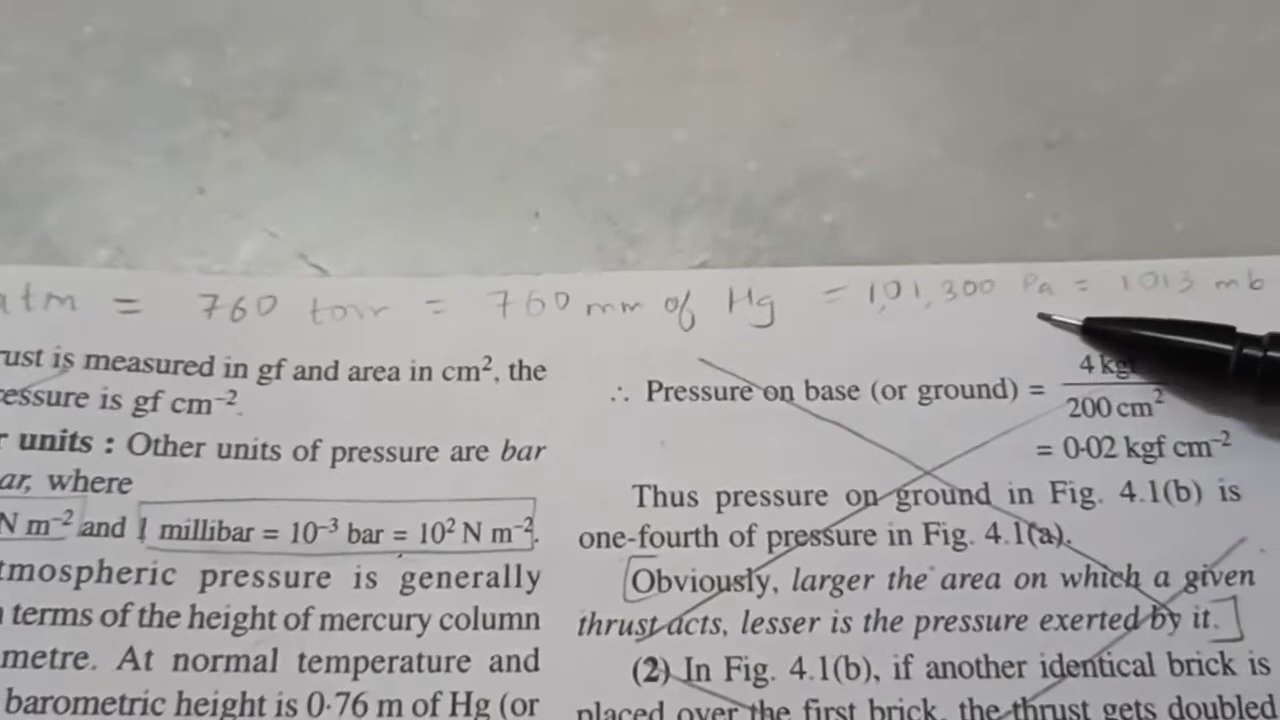 atm = 760 torr = 760 mm of Hg = 1,01,300 Pa = 1013 mb
rust is measured in gf and area in cm², the
essure is gf cm⁻².
r units : Other units of pressure are bar
ar, where
N m⁻² and 1 millibar = 10⁻³ bar = 10² N m⁻².
tmospheric pressure is generally
terms of the height of mercury column
metre. At normal temperature and
barometric height is 0·76 m of Hg (or
∴ Pressure on base (or ground) = 4 kgf / 200 cm²
= 0·02 kgf cm⁻²
Thus pressure on ground in Fig. 4.1(b) is
one-fourth of pressure in Fig. 4.1(a).
Obviously, larger the area on which a given
thrust acts, lesser is the pressure exerted by it.
(2) In Fig. 4.1(b), if another identical brick is
placed over the first brick, the thrust gets doubled